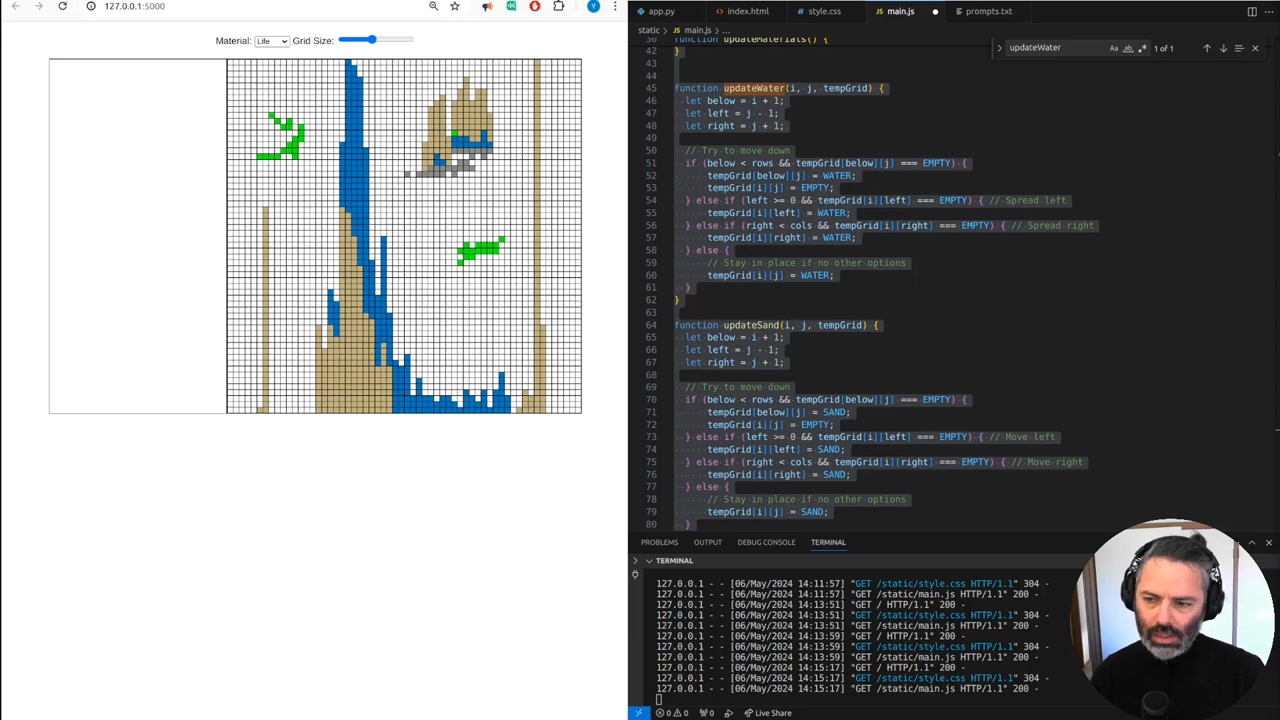 127.0.0.1:5000
Material: Life Grid Size:
app.py index.html style.css main.js prompts.txt
static > main.js > ...
updateWater Aa ab .* 1 of 1
function updateMaterials() {
42 }
43
44
45 function updateWater(i, j, tempGrid) {
46 let below = i + 1;
47 let left = j - 1;
48 let right = j + 1;
49
50 // Try to move down
51 if (below < rows && tempGrid[below][j] === EMPTY) {
52 tempGrid[below][j] = WATER;
53 tempGrid[i][j] = EMPTY;
54 } else if (left >= 0 && tempGrid[i][left] === EMPTY) { // Spread left
55 tempGrid[i][left] = WATER;
56 } else if (right < cols && tempGrid[i][right] === EMPTY) { // Spread right
57 tempGrid[i][right] = WATER;
58 } else {
59 // Stay in place if no other options
60 tempGrid[i][j] = WATER;
61 }
62 }
63
64 function updateSand(i, j, tempGrid) {
65 let below = i + 1;
66 let left = j - 1;
67 let right = j + 1;
68
69 // Try to move down
70 if (below < rows && tempGrid[below][j] === EMPTY) {
71 tempGrid[below][j] = SAND;
72 tempGrid[i][j] = EMPTY;
73 } else if (left >= 0 && tempGrid[i][left] === EMPTY) { // Move left
74 tempGrid[i][left] = SAND;
75 } else if (right < cols && tempGrid[i][right] === EMPTY) { // Move right
76 tempGrid[i][right] = SAND;
77 } else {
78 // Stay in place if no other options
79 tempGrid[i][j] = SAND;
80 }
PROBLEMS OUTPUT DEBUG CONSOLE TERMINAL
TERMINAL
127.0.0.1 - - [06/May/2024 14:11:57] "GET /static/style.css HTTP/1.1" 304 -
127.0.0.1 - - [06/May/2024 14:11:57] "GET /static/main.js HTTP/1.1" 200 -
127.0.0.1 - - [06/May/2024 14:13:51] "GET / HTTP/1.1" 200 -
127.0.0.1 - - [06/May/2024 14:13:51] "GET /static/style.css HTTP/1.1" 304 -
127.0.0.1 - - [06/May/2024 14:13:51] "GET /static/main.js HTTP/1.1" 200 -
127.0.0.1 - - [06/May/2024 14:13:59] "GET / HTTP/1.1" 200 -
127.0.0.1 - - [06/May/2024 14:13:59] "GET /static/style.css HTTP/1.1" 304 -
127.0.0.1 - - [06/May/2024 14:13:59] "GET /static/main.js HTTP/1.1" 200 -
127.0.0.1 - - [06/May/2024 14:15:17] "GET / HTTP/1.1" 200 -
127.0.0.1 - - [06/May/2024 14:15:17] "GET /static/style.css HTTP/1.1" 304 -
127.0.0.1 - - [06/May/2024 14:15:17] "GET /static/main.js HTTP/1.1" 200 -
0 0 0 Live Share